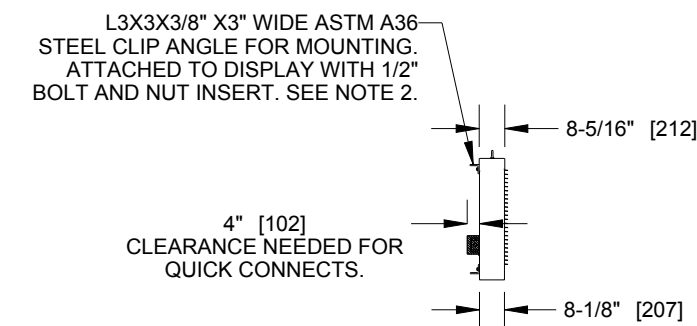 L3X3X3/8" X3" WIDE ASTM A36
STEEL CLIP ANGLE FOR MOUNTING.
ATTACHED TO DISPLAY WITH 1/2"
BOLT AND NUT INSERT. SEE NOTE 2.
8-5/16" [212]
4" [102]
CLEARANCE NEEDED FOR
QUICK CONNECTS.
8-1/8" [207]